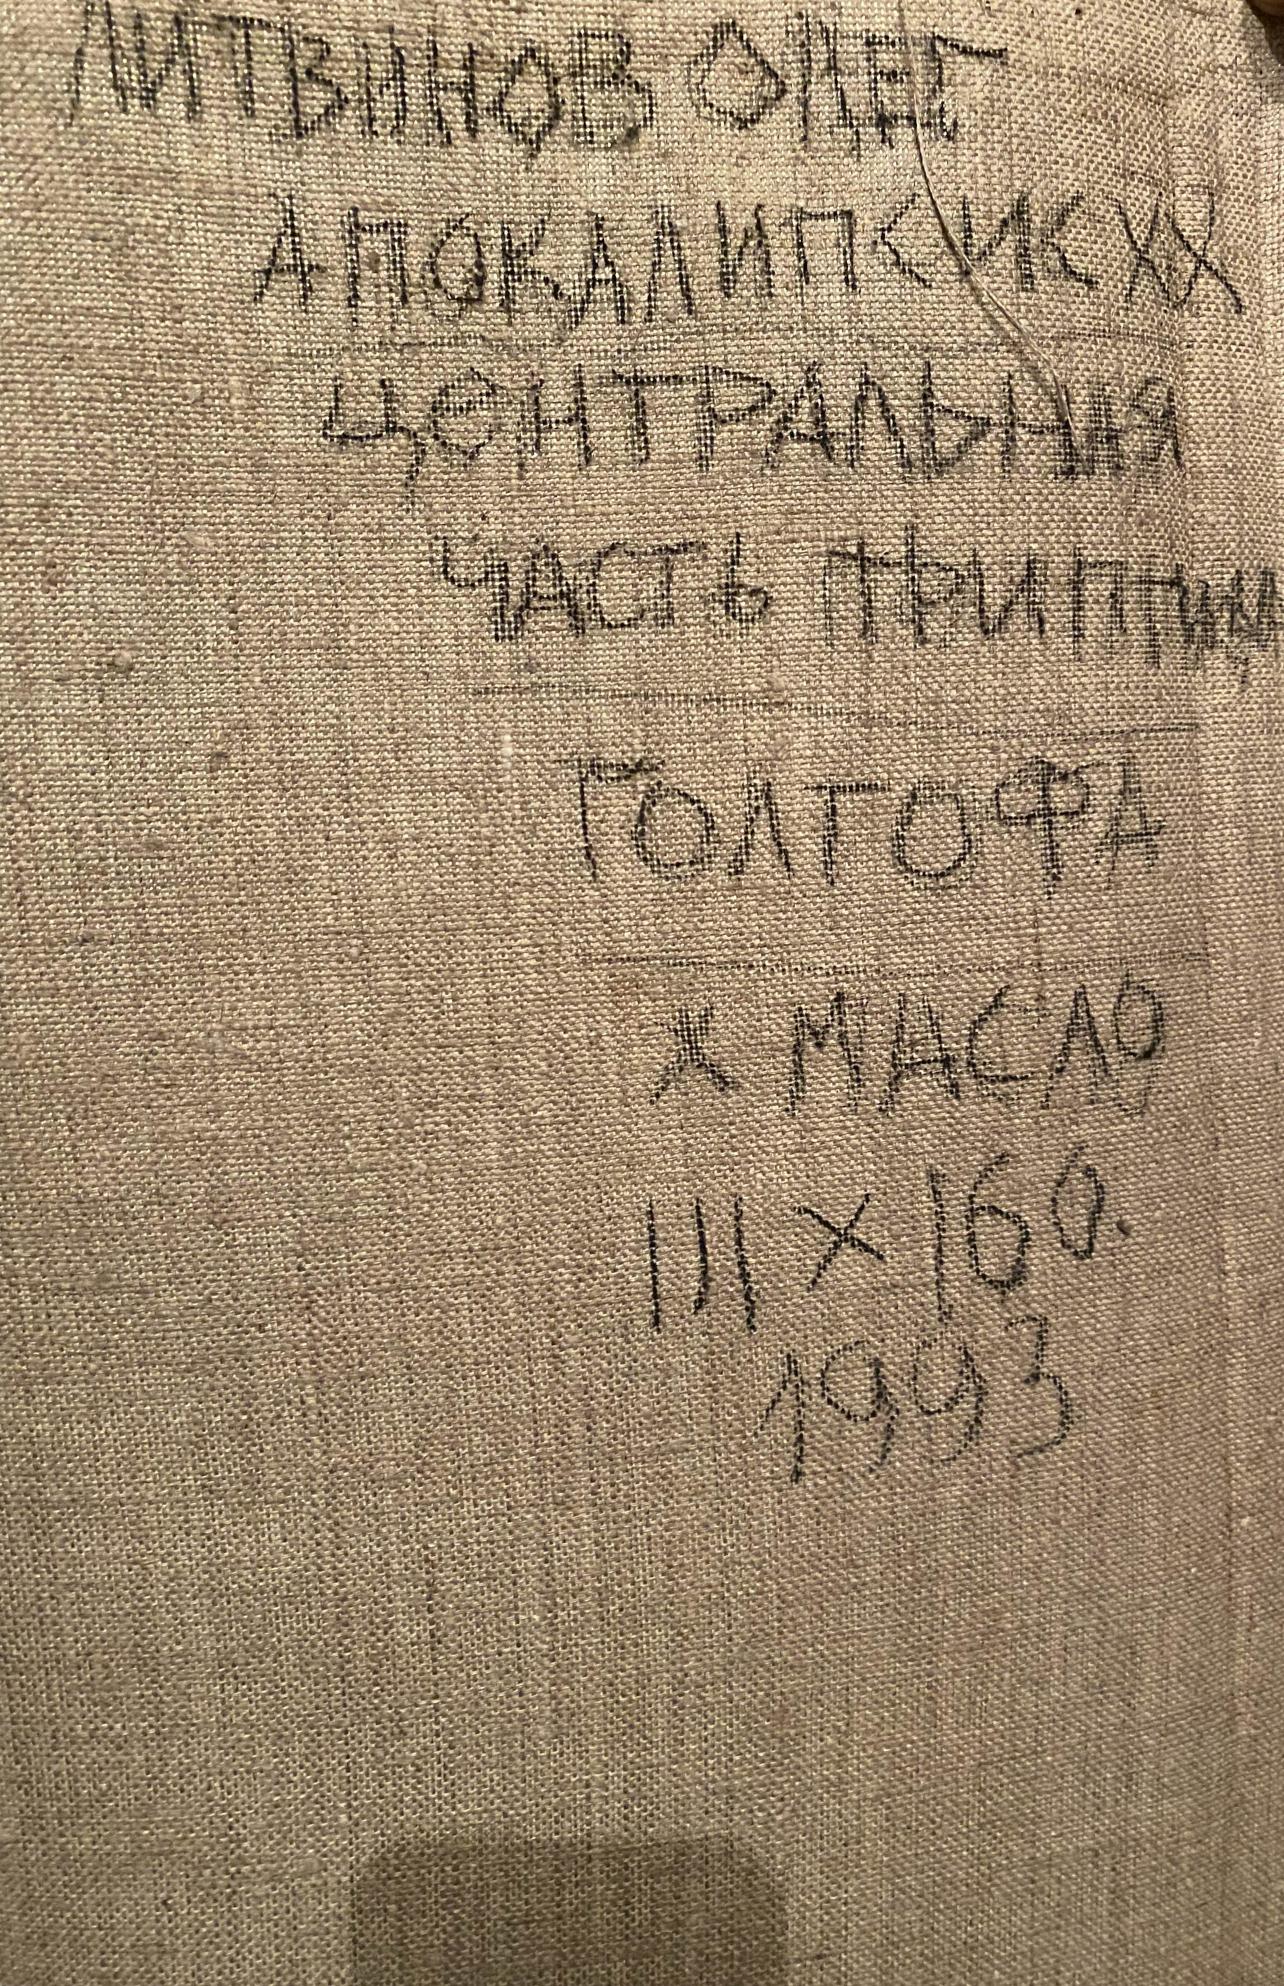 ЛИТВИНОВ ОЛЕГ
АПОКАЛИПСИС XX
ЦЕНТРАЛЬНАЯ
ЧАСТЬ ТРИПТИХА
ГОЛГОФА
Х МАСЛО
111 × 160.
1993